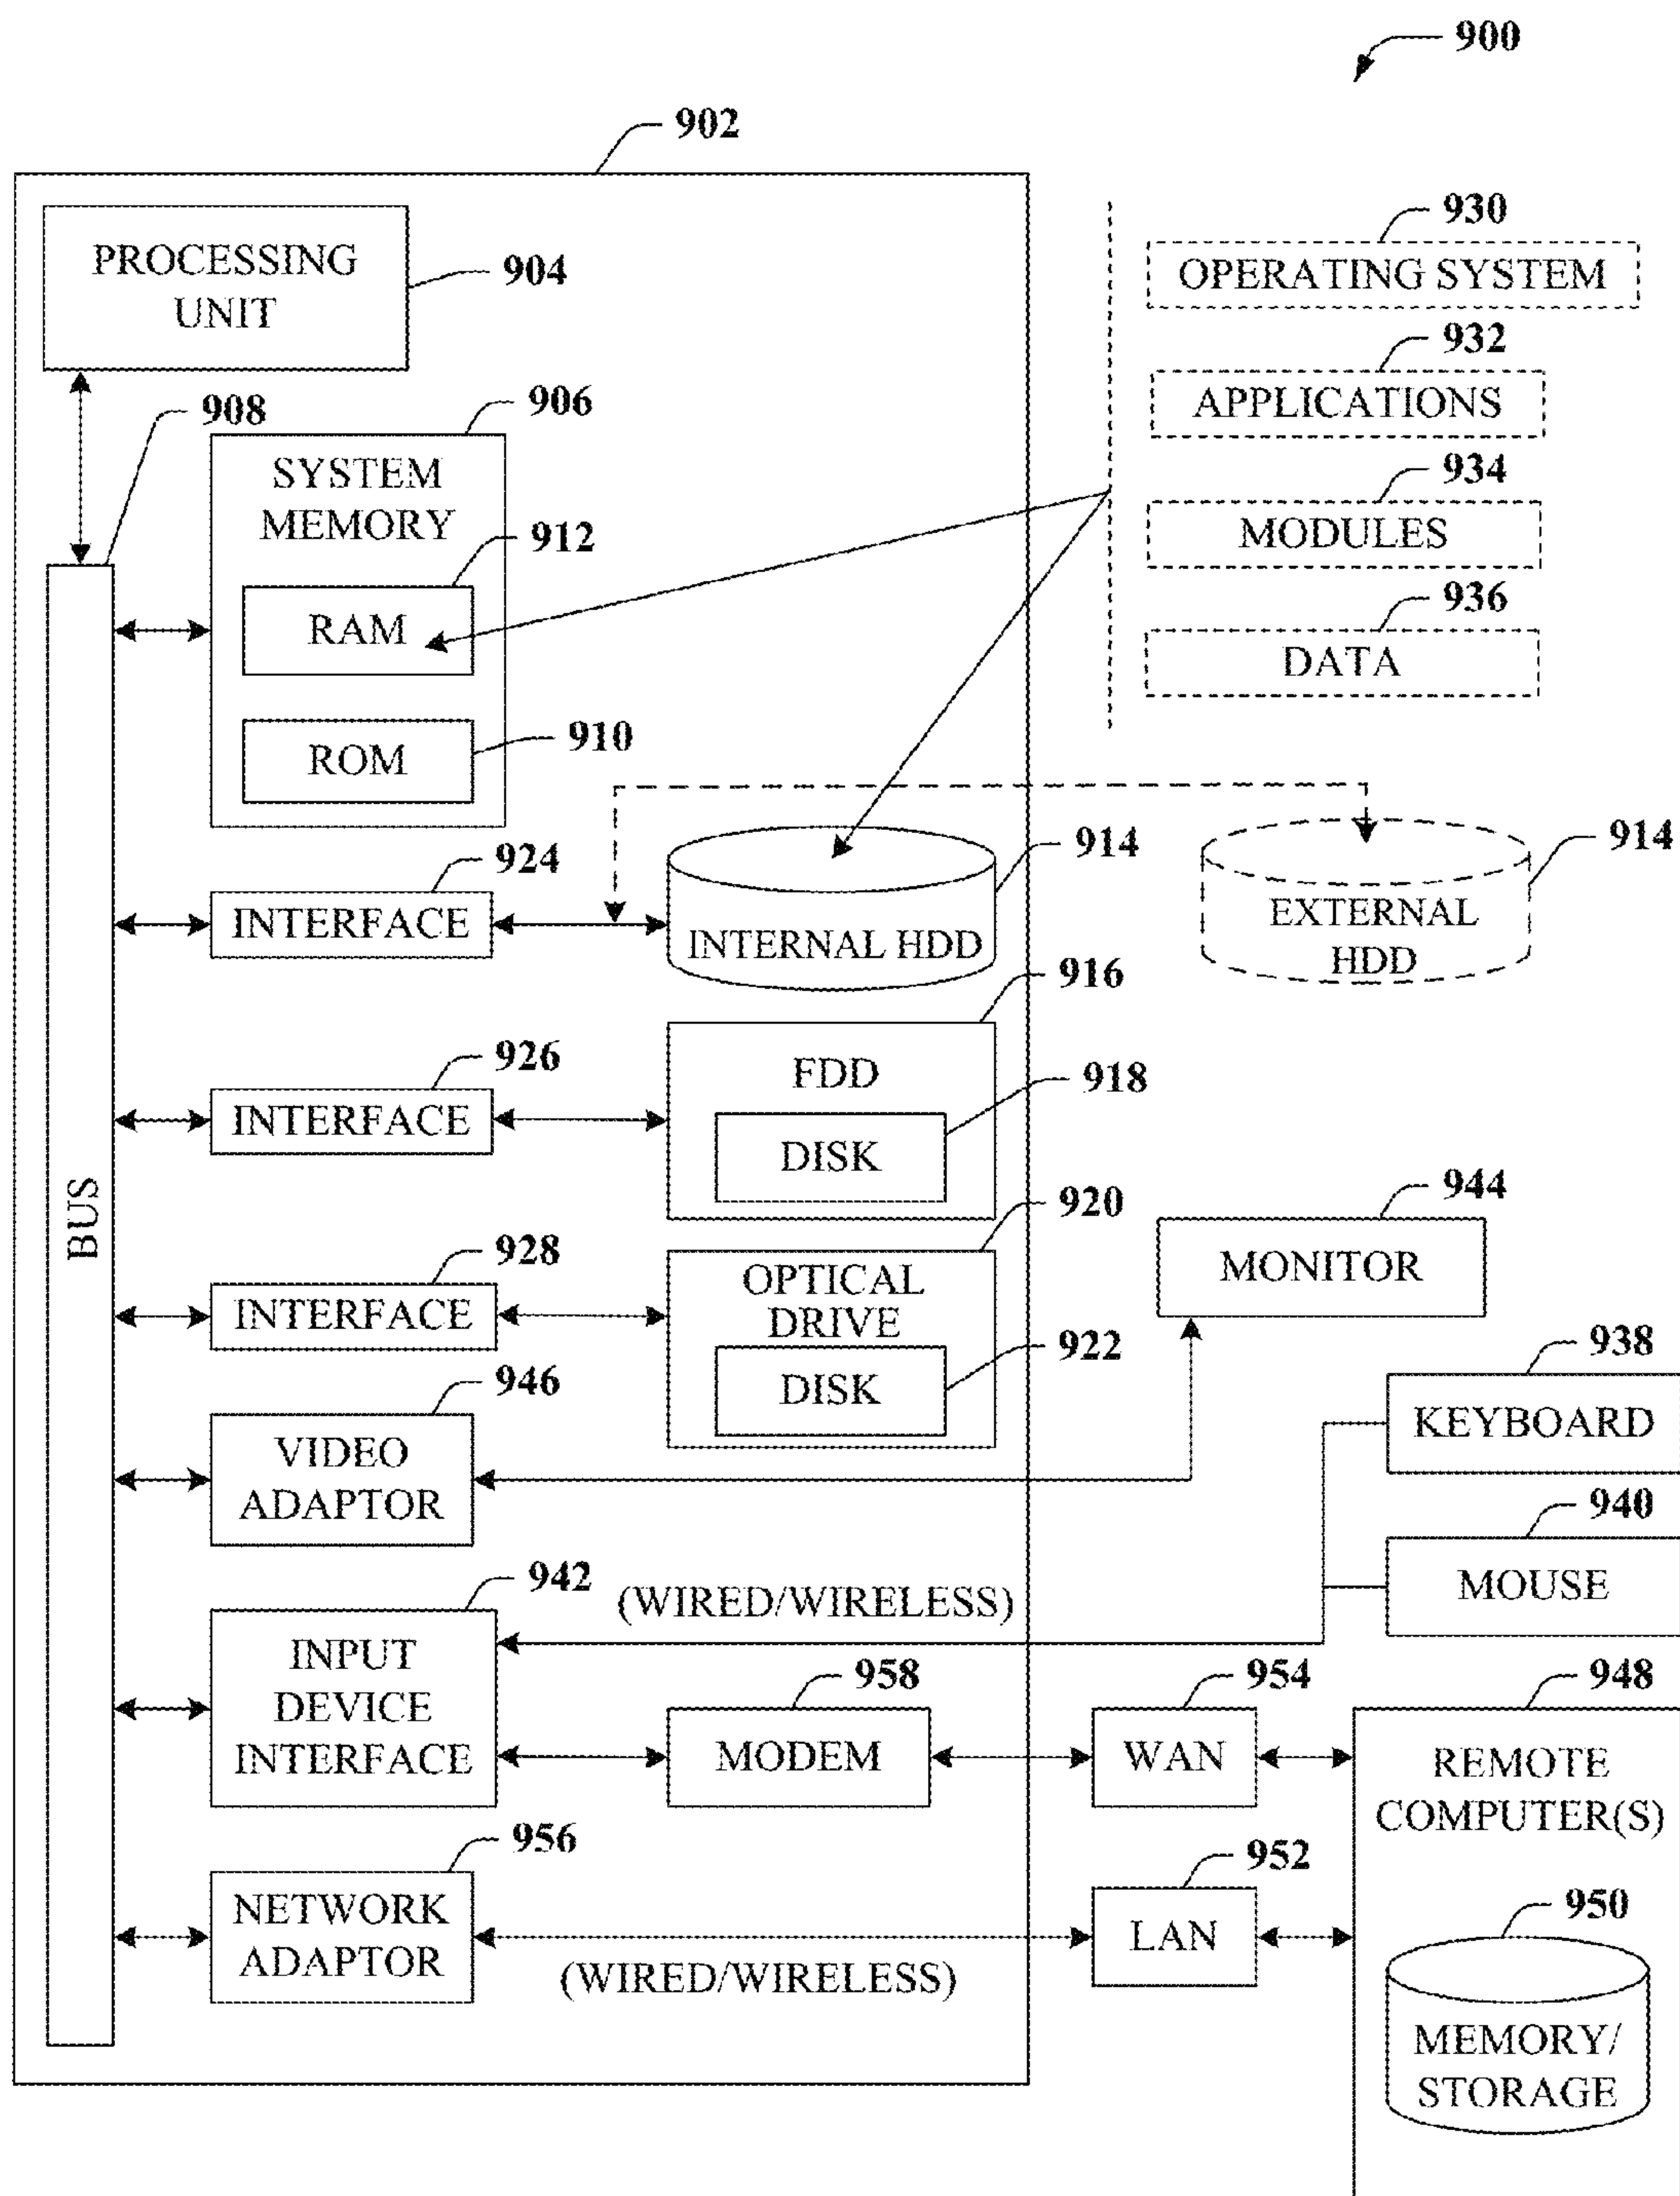 900
902
PROCESSING
UNIT
904
930
OPERATING SYSTEM
932
APPLICATIONS
934
MODULES
936
DATA
908
906
SYSTEM
MEMORY
912
RAM
910
ROM
BUS
924
INTERFACE
914
INTERNAL HDD
914
EXTERNAL
HDD
926
INTERFACE
916
FDD
918
DISK
928
INTERFACE
920
OPTICAL
DRIVE
922
DISK
944
MONITOR
946
VIDEO
ADAPTOR
938
KEYBOARD
940
MOUSE
942
INPUT
DEVICE
INTERFACE
(WIRED/WIRELESS)
958
MODEM
954
WAN
948
REMOTE
COMPUTER(S)
956
NETWORK
ADAPTOR
(WIRED/WIRELESS)
952
LAN
950
MEMORY/
STORAGE